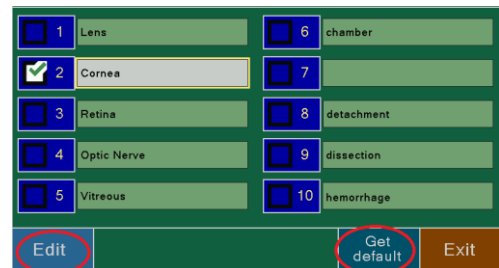 1 Lens
2 Cornea
3 Retina
4 Optic Nerve
5 Vitreous
6 chamber
7
8 detachment
9 dissection
10 hemorrhage
Edit
Get
default
Exit